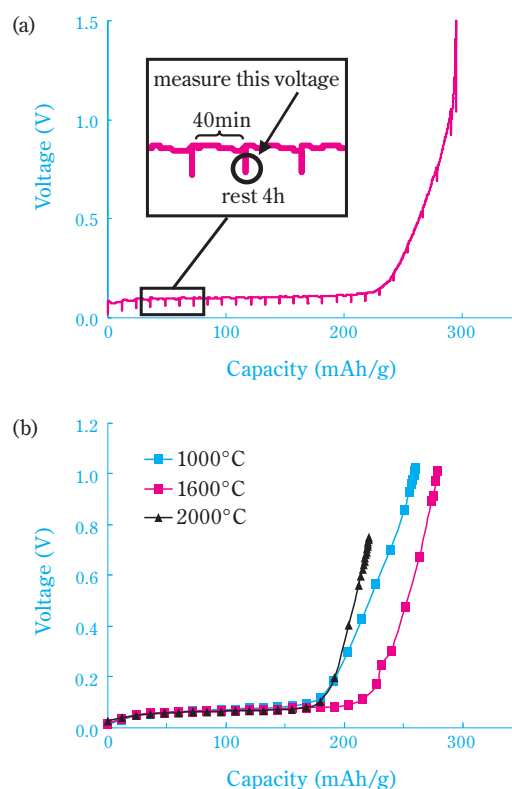 (a)
1.5
1.0
0.5
0.0
Voltage (V)
measure this voltage
40min
rest 4h
0
100
200
300
Capacity (mAh/g)
(b)
1.2
1.0
0.8
0.6
0.4
0.2
0.0
Voltage (V)
1000°C
1600°C
2000°C
0
100
200
300
Capacity (mAh/g)